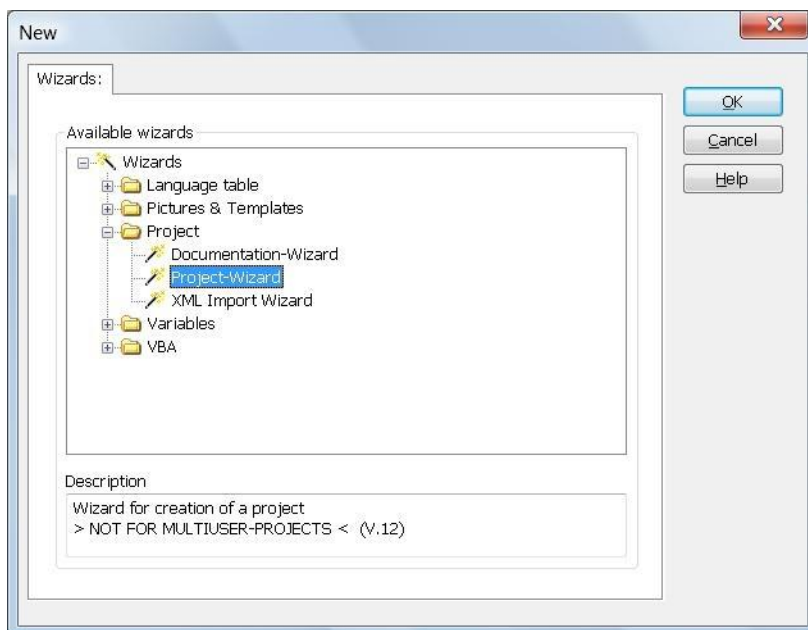 New
Wizards:
OK
Cancel
Help
Available wizards
Wizards
Language table
Pictures & Templates
Project
Documentation-Wizard
Project-Wizard
XML Import Wizard
Variables
VBA
Description
Wizard for creation of a project
> NOT FOR MULTIUSER-PROJECTS < (V.12)